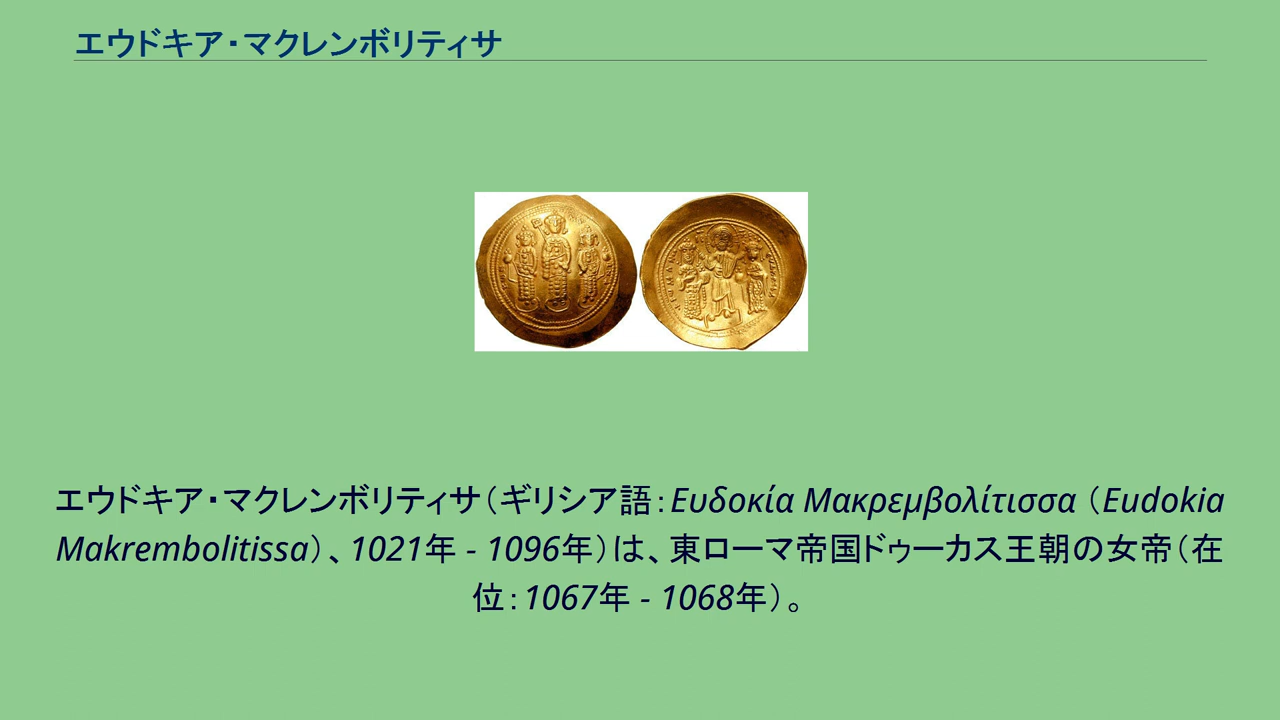 エウドキア・マクレンボリティサ
エウドキア・マクレンボリティサ（ギリシア語：Ευδοκία Μακρεμβολίτισσα（Eudokia
Makrembolitissa）、1021年 - 1096年）は、東ローマ帝国ドゥーカス王朝の女帝（在
位：1067年 - 1068年）。